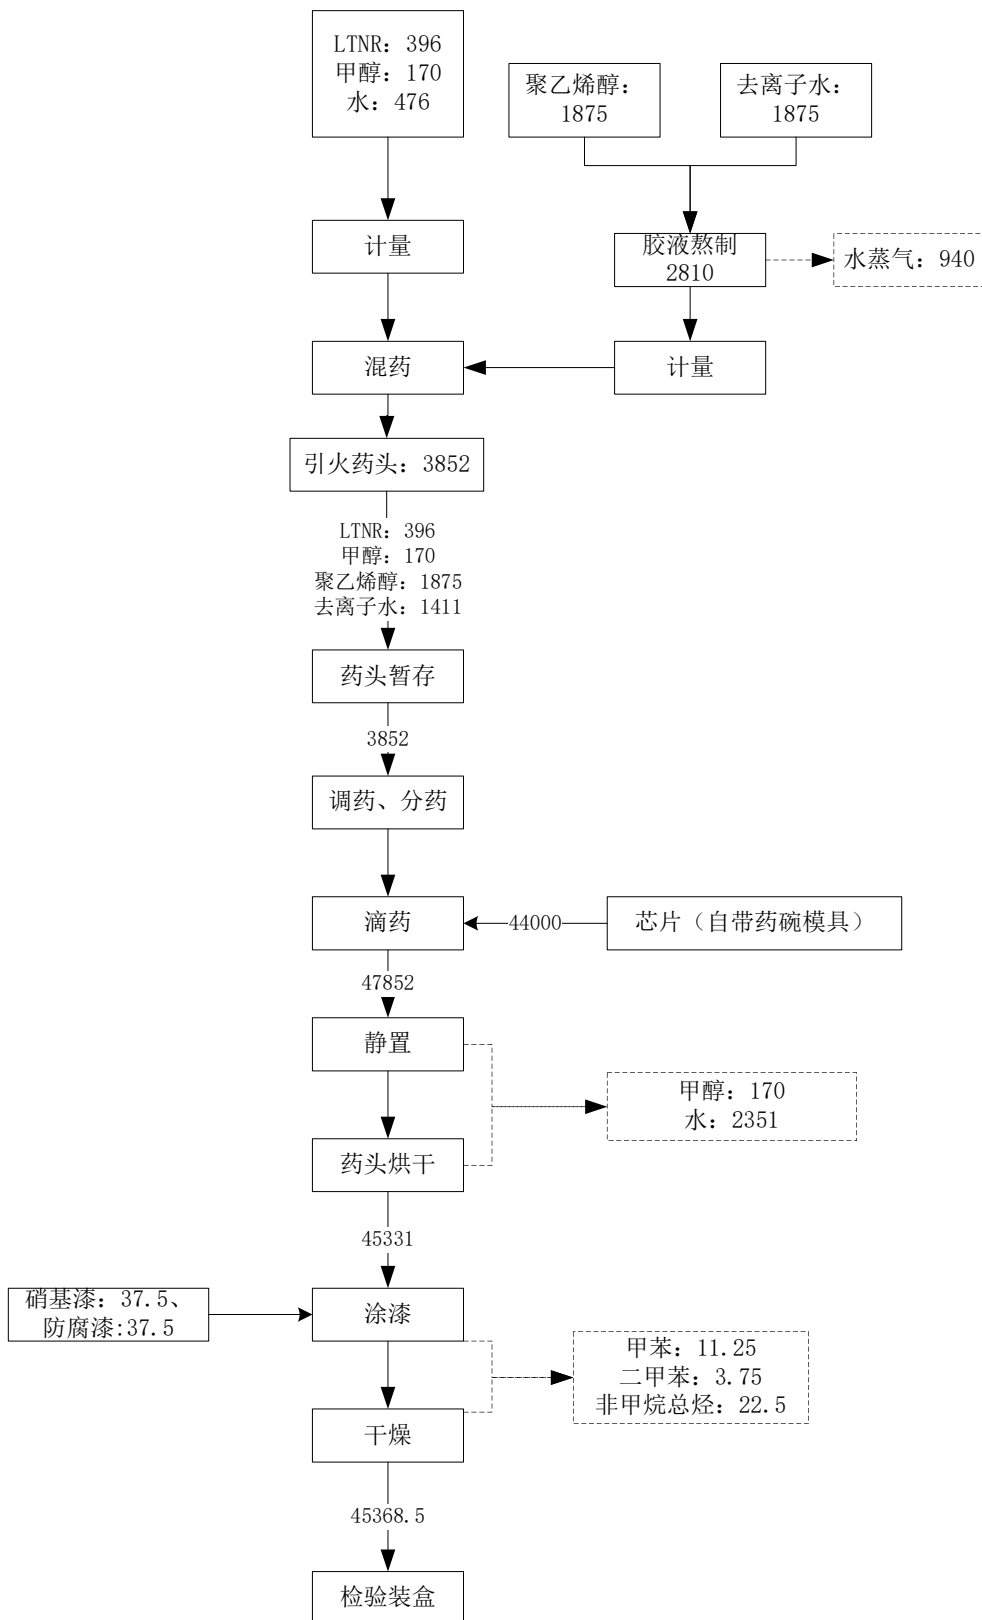 LTNR：396
甲醇：170
水：476
聚乙烯醇：
1875
去离子水：
1875
计量
胶液熬制
2810
水蒸气：940
混药
计量
引火药头：3852
LTNR：396
甲醇：170
聚乙烯醇：1875
去离子水：1411
药头暂存
3852
调药、分药
滴药
44000
芯片（自带药碗模具）
47852
静置
甲醇：170
水：2351
药头烘干
45331
硝基漆：37.5、
防腐漆:37.5
涂漆
甲苯：11.25
二甲苯：3.75
非甲烷总烃：22.5
干燥
45368.5
检验装盒